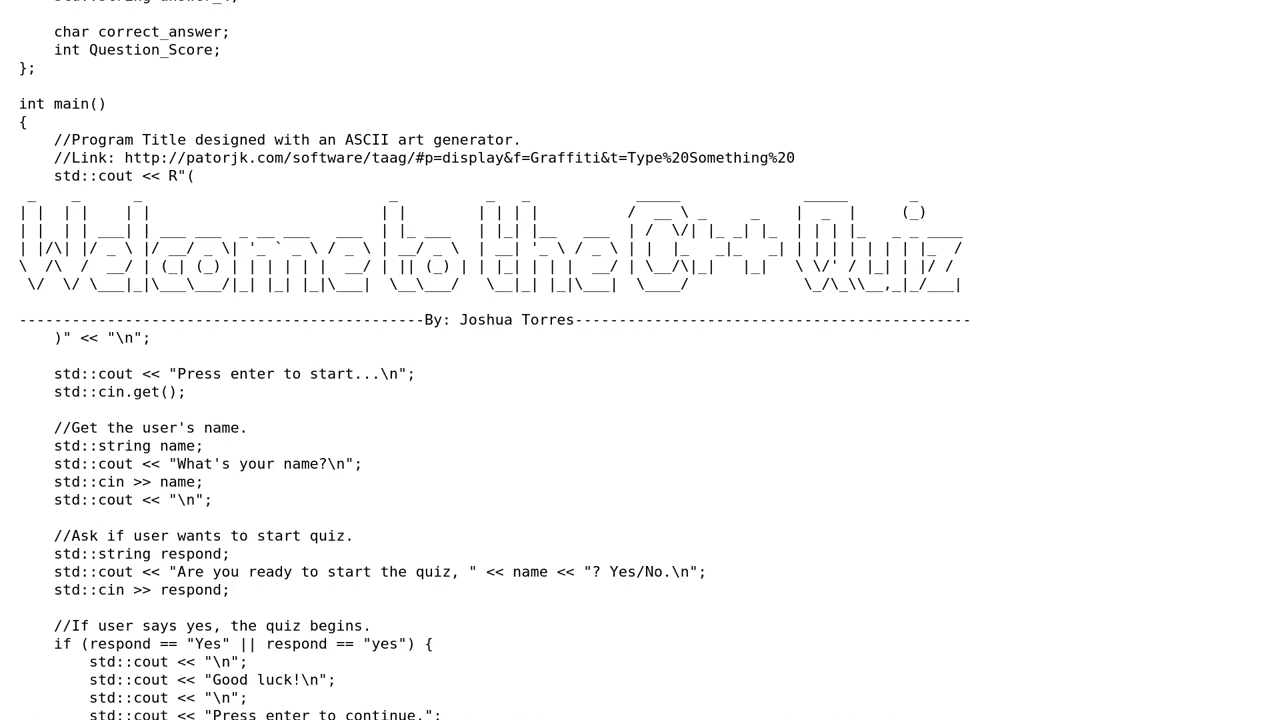 char correct_answer;
    int Question_Score;
};

int main()
{
    //Program Title designed with an ASCII art generator.
    //Link: http://patorjk.com/software/taag/#p=display&f=Graffiti&t=Type%20Something%20
    std::cout << R"(
Welcome to the C++ Quiz
----------------------------------------------By: Joshua Torres---------------------------------------------
    )" << "\n";

    std::cout << "Press enter to start...\n";
    std::cin.get();

    //Get the user's name.
    std::string name;
    std::cout << "What's your name?\n";
    std::cin >> name;
    std::cout << "\n";

    //Ask if user wants to start quiz.
    std::string respond;
    std::cout << "Are you ready to start the quiz, " << name << "? Yes/No.\n";
    std::cin >> respond;

    //If user says yes, the quiz begins.
    if (respond == "Yes" || respond == "yes") {
        std::cout << "\n";
        std::cout << "Good luck!\n";
        std::cout << "\n";
        std::cout << "Press enter to continue.";